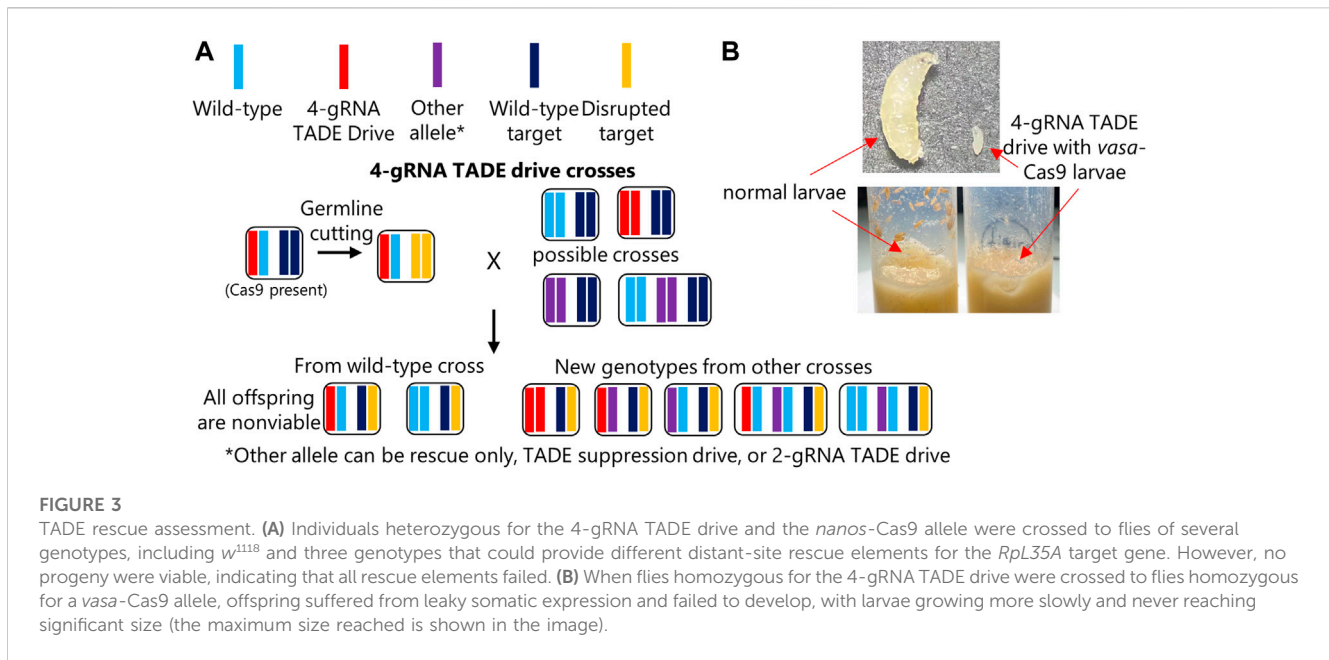 A
B
Wild-type
4-gRNA
TADE Drive
Other
allele*
Wild-type
target
Disrupted
target
4-gRNA TADE drive crosses
Germline
cutting
(Cas9 present)
X
possible crosses
From wild-type cross
New genotypes from other crosses
All offspring
are nonviable
*Other allele can be rescue only, TADE suppression drive, or 2-gRNA TADE drive
normal larvae
4-gRNA TADE
drive with vasa-
Cas9 larvae
FIGURE 3
TADE rescue assessment. (A) Individuals heterozygous for the 4-gRNA TADE drive and the nanos-Cas9 allele were crossed to flies of several
genotypes, including w¹¹¹⁸ and three genotypes that could provide different distant-site rescue elements for the RpL35A target gene. However, no
progeny were viable, indicating that all rescue elements failed. (B) When flies homozygous for the 4-gRNA TADE drive were crossed to flies homozygous
for a vasa-Cas9 allele, offspring suffered from leaky somatic expression and failed to develop, with larvae growing more slowly and never reaching
significant size (the maximum size reached is shown in the image).